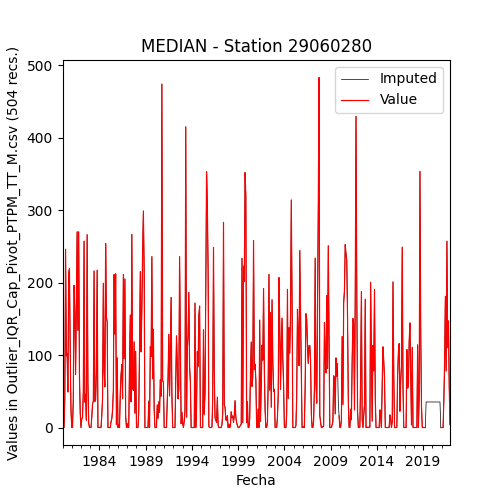 MEDIAN - Station 29060280
Imputed
Value
500
400
300
200
100
0
Values in Outlier_IQR_Cap_Pivot_PTPM_TT_M.csv (504 recs.)
1984 1989 1994 1999 2004 2009 2014 2019
Fecha